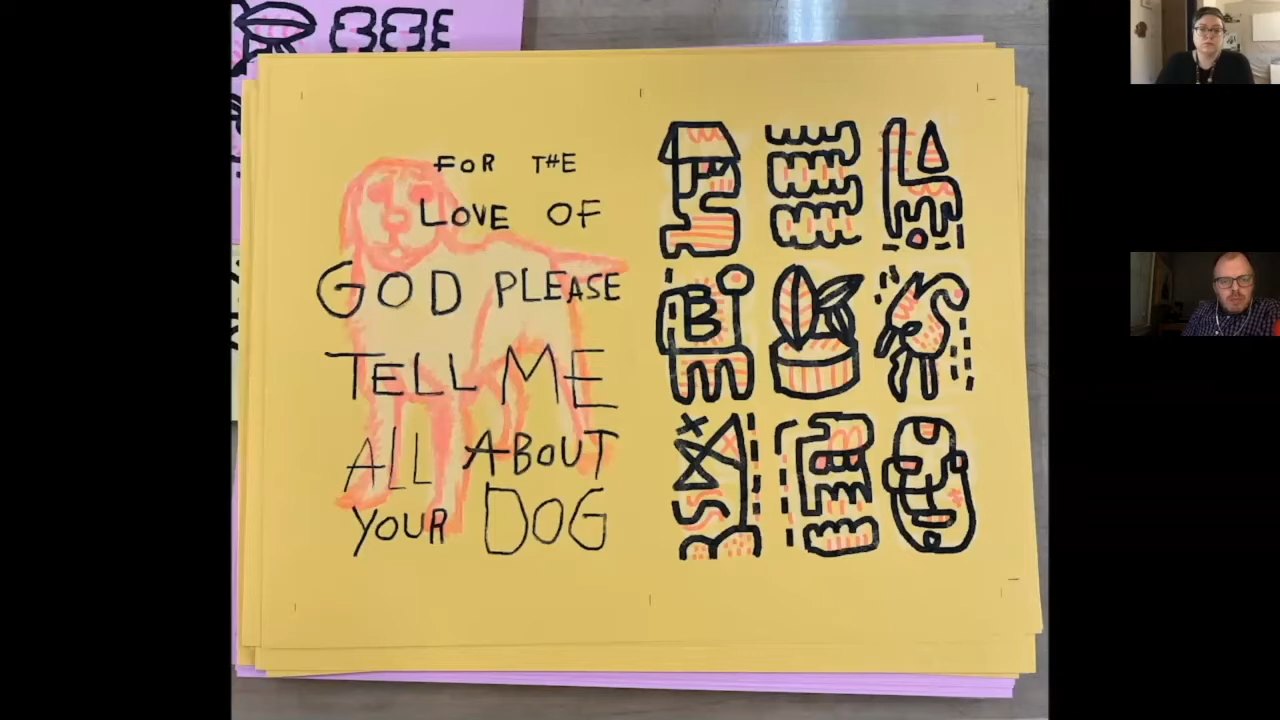 FOR THE
LOVE OF
GOD PLEASE
TELL ME
ALL ABOUT
YOUR DOG
B